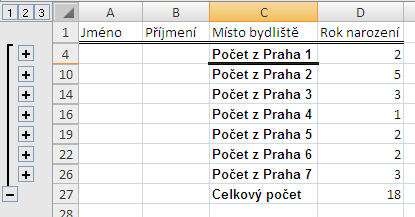 1 2 3 A B C D
1 Jméno Příjmení Místo bydliště Rok narození
4 Počet z Praha 1 2
10 Počet z Praha 2 5
14 Počet z Praha 3 3
16 Počet z Praha 4 1
19 Počet z Praha 5 2
22 Počet z Praha 6 2
26 Počet z Praha 7 3
27 Celkový počet 18
28